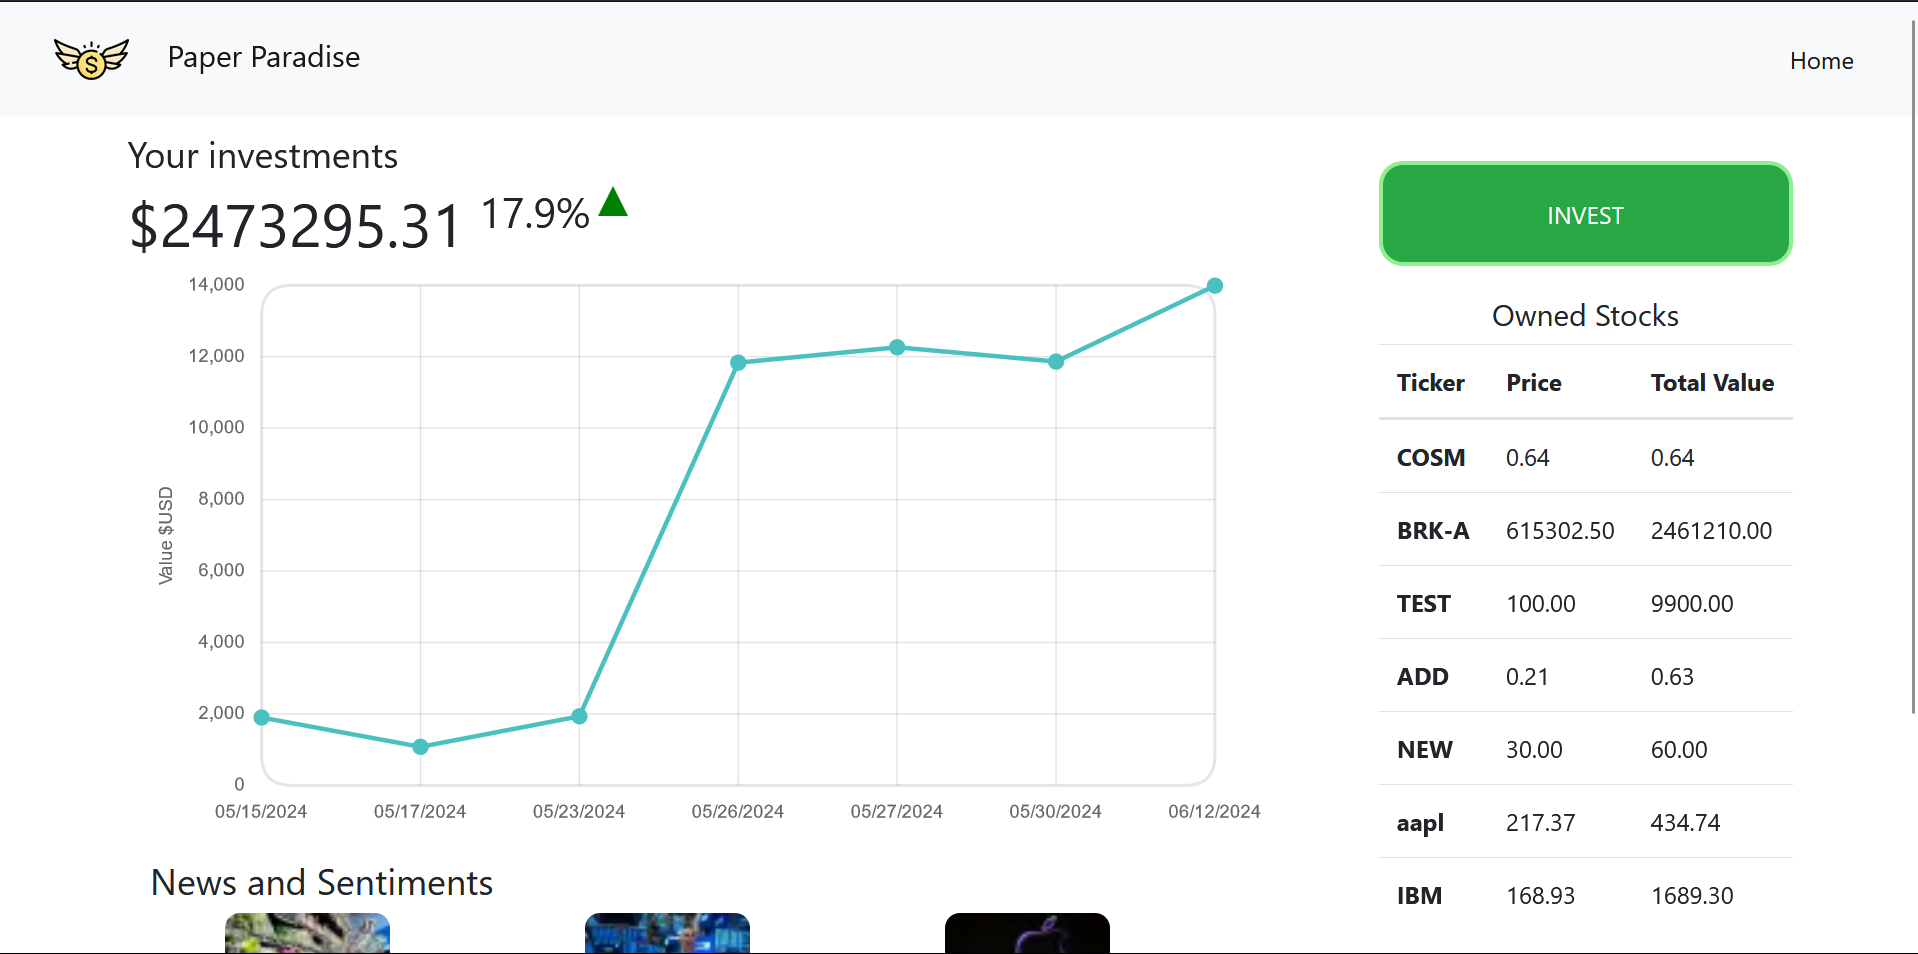 $
Paper Paradise
Home
Your investments
$2473295.31 17.9%
14,000
12,000
10,000
8,000
6,000
4,000
2,000
0
Value $USD
05/15/2024 05/17/2024 05/23/2024 05/26/2024 05/27/2024 05/30/2024 06/12/2024
News and Sentiments
INVEST
Owned Stocks
Ticker Price Total Value
COSM 0.64 0.64
BRK-A 615302.50 2461210.00
TEST 100.00 9900.00
ADD 0.21 0.63
NEW 30.00 60.00
aapl 217.37 434.74
IBM 168.93 1689.30